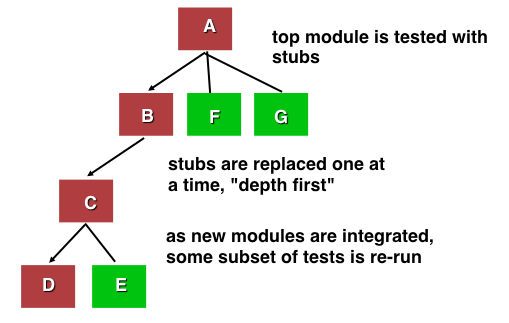 A
top module is tested with
stubs
B
F
G
stubs are replaced one at
a time, "depth first"
C
as new modules are integrated,
some subset of tests is re-run
D
E